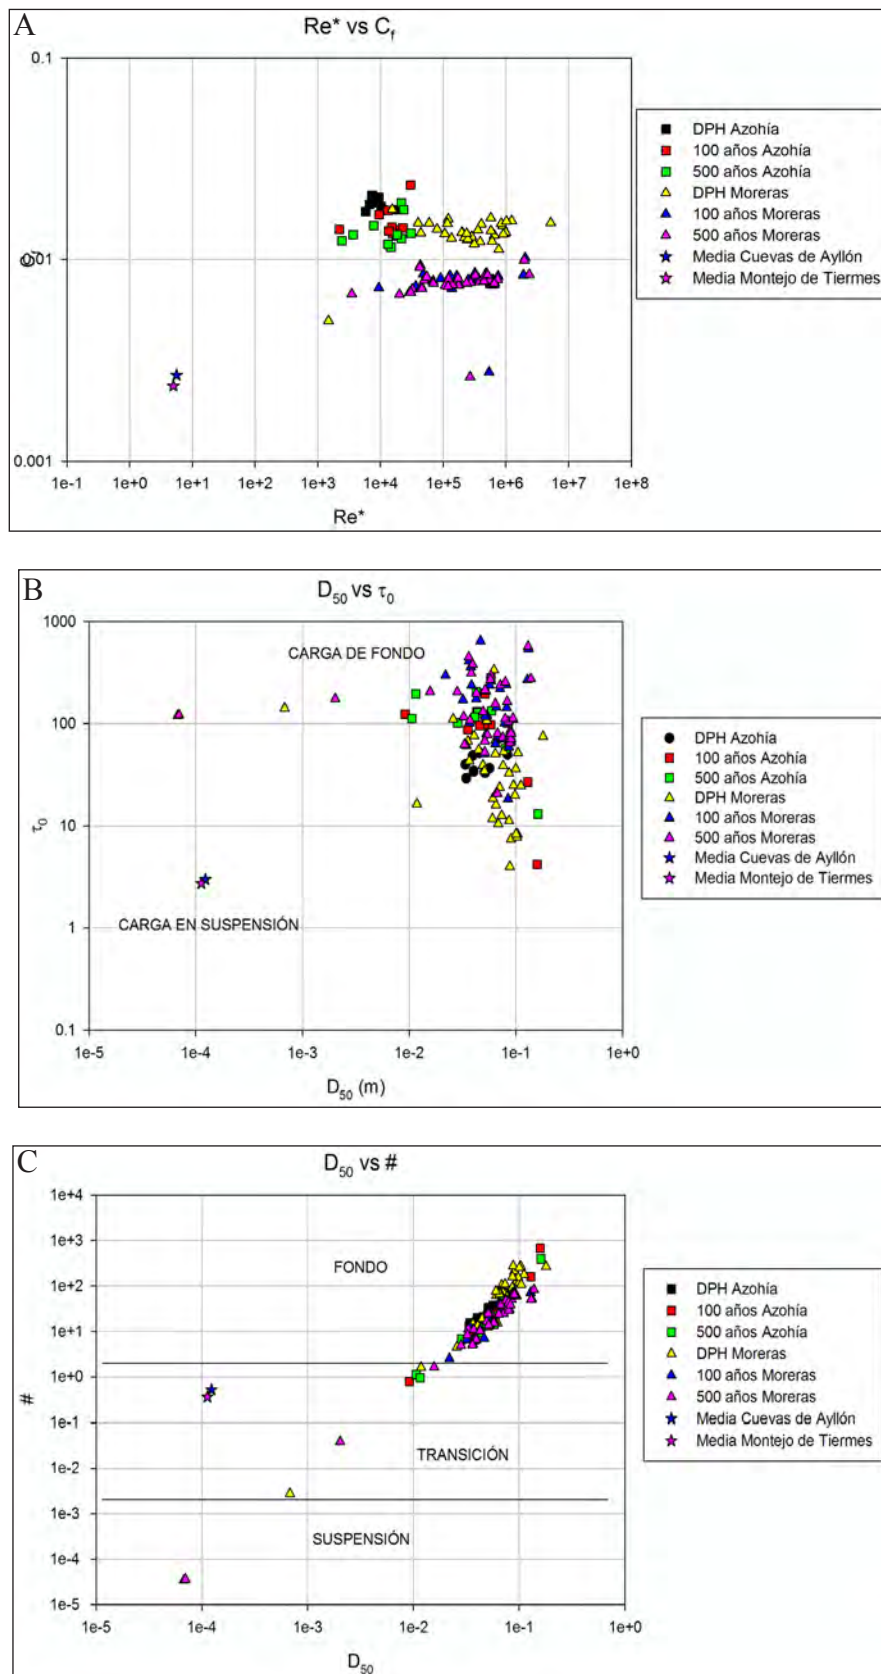 A
Re* vs Cf
0.1
0.01
0.001
Cf
1e-1 1e+0 1e+1 1e+2 1e+3 1e+4 1e+5 1e+6 1e+7 1e+8
Re*
DPH Azohía
100 años Azohía
500 años Azohía
DPH Moreras
100 años Moreras
500 años Moreras
Media Cuevas de Ayllón
Media Montejo de Tiermes
B
D50 vs τ0
1000
100
10
1
0.1
τ0
CARGA DE FONDO
CARGA EN SUSPENSIÓN
1e-5 1e-4 1e-3 1e-2 1e-1 1e+0
D50 (m)
DPH Azohía
100 años Azohía
500 años Azohía
DPH Moreras
100 años Moreras
500 años Moreras
Media Cuevas de Ayllón
Media Montejo de Tiermes
C
D50 vs #
1e+4
1e+3
1e+2
1e+1
1e+0
1e-1
1e-2
1e-3
1e-4
1e-5
#
FONDO
TRANSICIÓN
SUSPENSIÓN
1e-5 1e-4 1e-3 1e-2 1e-1 1e+0
D50
DPH Azohía
100 años Azohía
500 años Azohía
DPH Moreras
100 años Moreras
500 años Moreras
Media Cuevas de Ayllón
Media Montejo de Tiermes